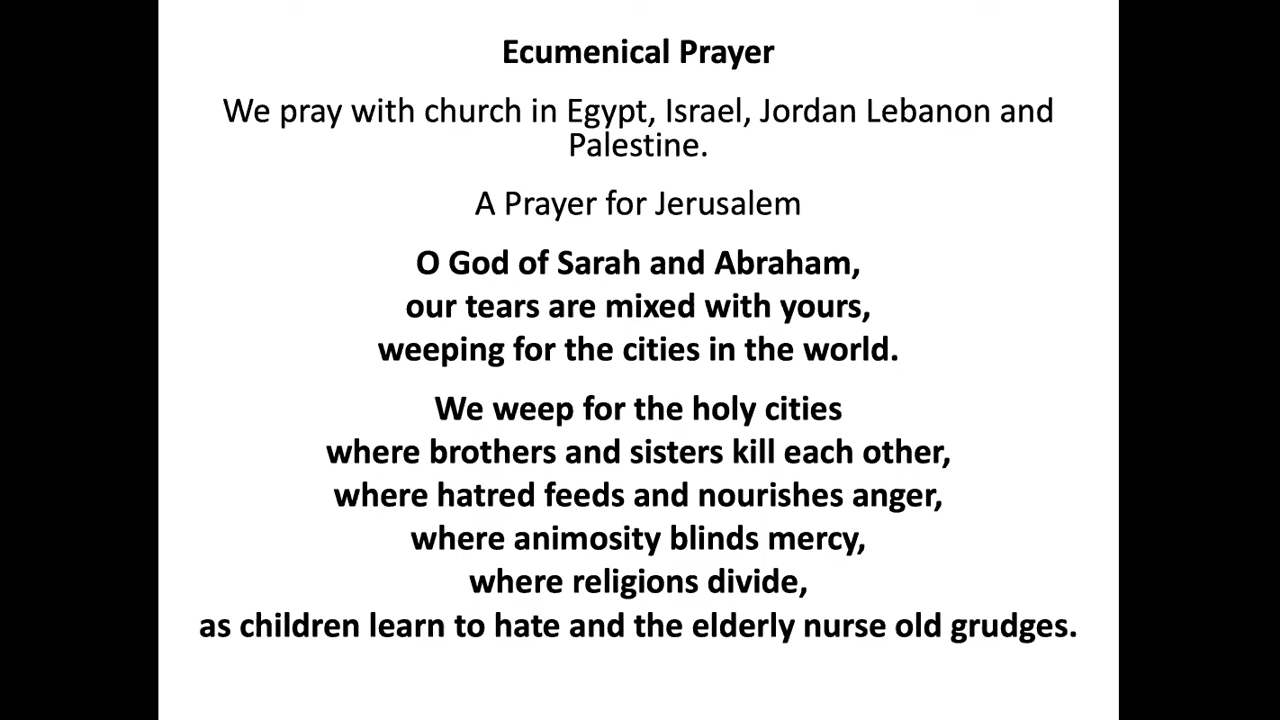 Ecumenical Prayer
We pray with church in Egypt, Israel, Jordan Lebanon and
Palestine.
A Prayer for Jerusalem
O God of Sarah and Abraham,
our tears are mixed with yours,
weeping for the cities in the world.
We weep for the holy cities
where brothers and sisters kill each other,
where hatred feeds and nourishes anger,
where animosity blinds mercy,
where religions divide,
as children learn to hate and the elderly nurse old grudges.